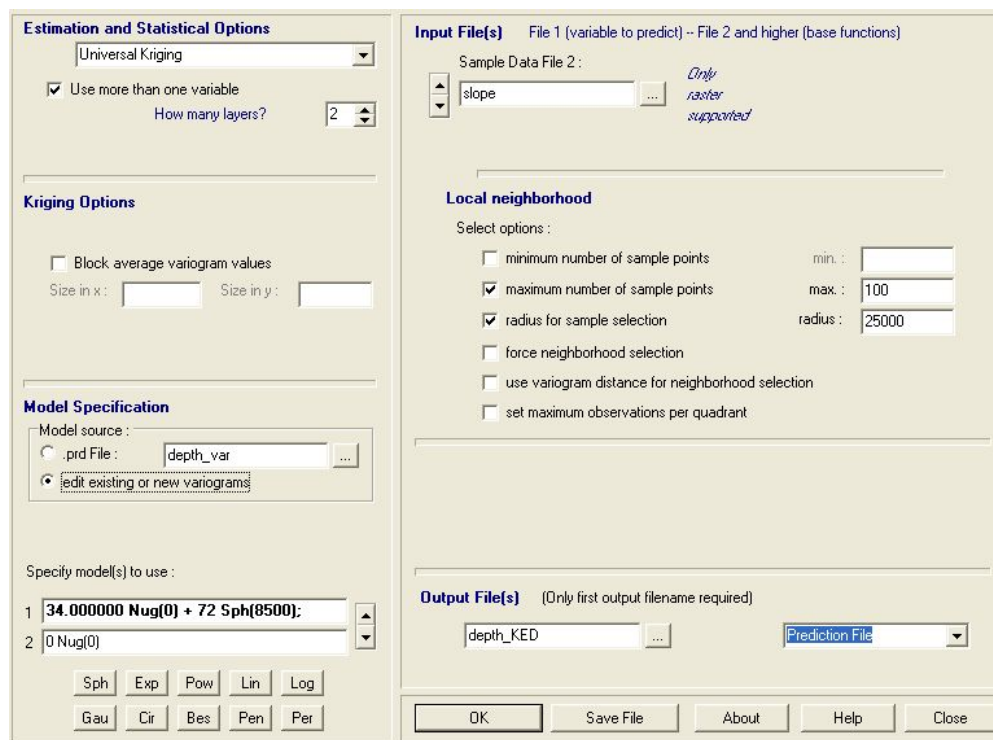 Estimation and Statistical Options
Universal Kriging
Use more than one variable
How many layers? 2
Kriging Options
Block average variogram values
Size in x : Size in y :
Model Specification
Model source :
.prd File : depth_var ...
edit existing or new variograms
Specify model(s) to use :
1 34.000000 Nug(0) + 72 Sph(8500);
2 0 Nug(0)
Sph Exp Pow Lin Log
Gau Cir Bes Pen Per
Input File(s) File 1 (variable to predict) -- File 2 and higher (base functions)
Sample Data File 2 :
slope ...
Only
raster
supported
Local neighborhood
Select options :
minimum number of sample points min. :
maximum number of sample points max. : 100
radius for sample selection radius : 25000
force neighborhood selection
use variogram distance for neighborhood selection
set maximum observations per quadrant
Output File(s) (Only first output filename required)
depth_KED ... Prediction File
OK Save File About Help Close